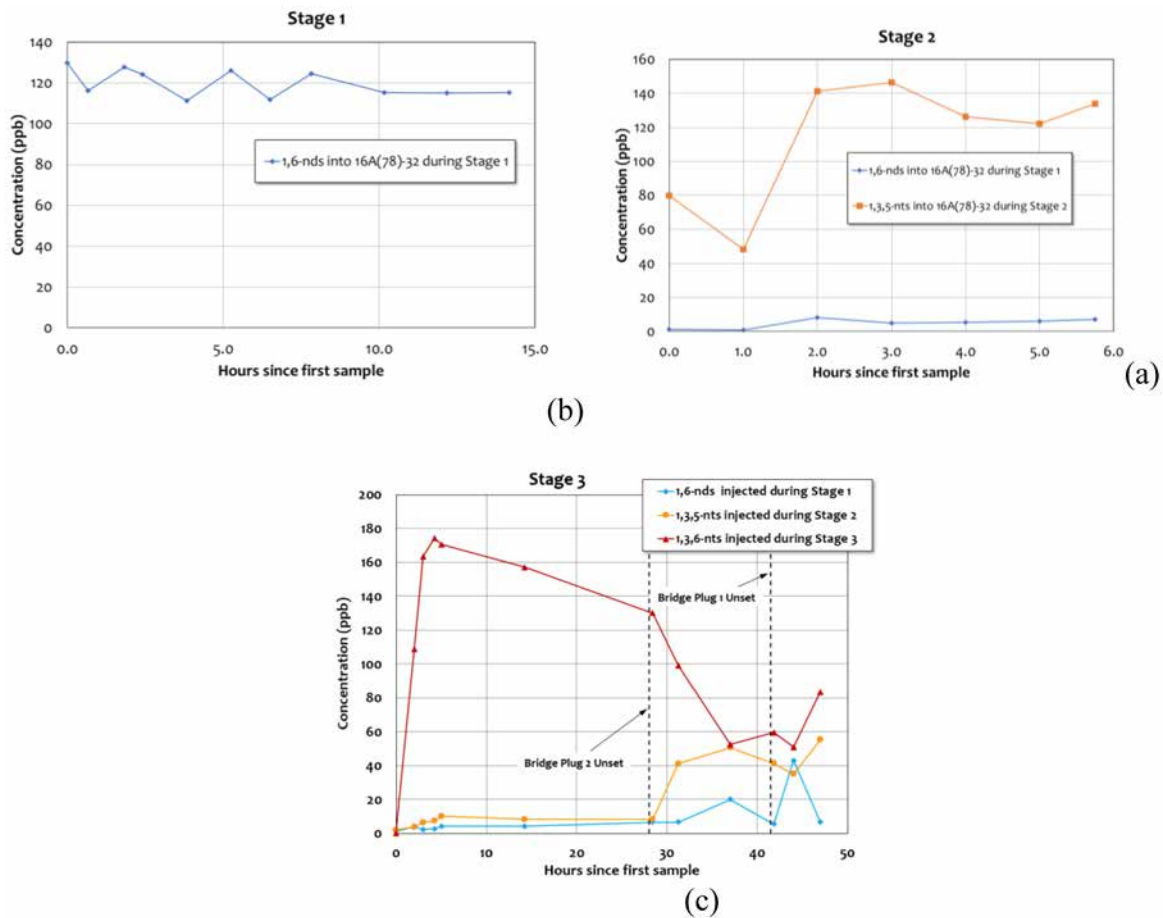 Stage 1
140
120
100
80
60
40
20
0
Concentration (ppb)
1,6-nds into 16A(78)-32 during Stage 1
0.0 5.0 10.0 15.0
Hours since first sample
(b)
Stage 2
160
140
120
100
80
60
40
20
0
Concentration (ppb)
1,6-nds into 16A(78)-32 during Stage 1
1,3,5-nts into 16A(78)-32 during Stage 2
0.0 1.0 2.0 3.0 4.0 5.0 6.0
Hours since first sample
(a)
Stage 3
200
180
160
140
120
100
80
60
40
20
0
Concentration (ppb)
1,6-nds injected during Stage 1
1,3,5-nts injected during Stage 2
1,3,6-nts injected during Stage 3
Bridge Plug 1 Unset
Bridge Plug 2 Unset
0 10 20 30 40 50
Hours since first sample
(c)